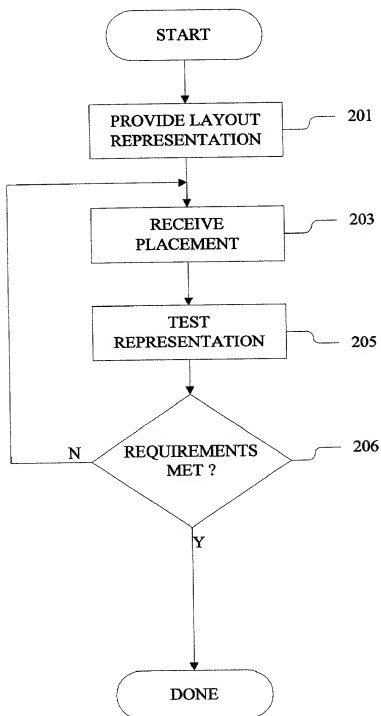 START
PROVIDE LAYOUT
REPRESENTATION
201
RECEIVE
PLACEMENT
203
TEST
REPRESENTATION
205
REQUIREMENTS
MET ?
206
N
Y
DONE